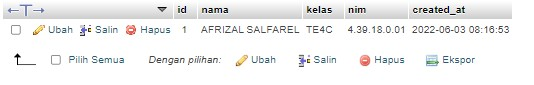 id nama kelas nim created_at
Ubah Salin Hapus 1 AFRIZAL SALFAREL TE4C 4.39.18.0.01 2022-06-03 08:16:53
Pilih Semua Dengan pilihan: Ubah Salin Hapus Ekspor